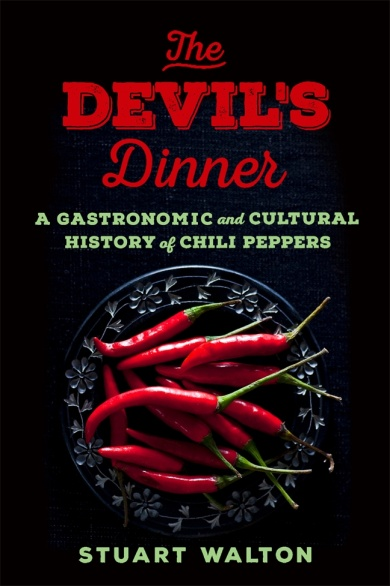 The
DEVIL'S
Dinner
A GASTRONOMIC and CULTURAL
HISTORY of CHILI PEPPERS
STUART WALTON